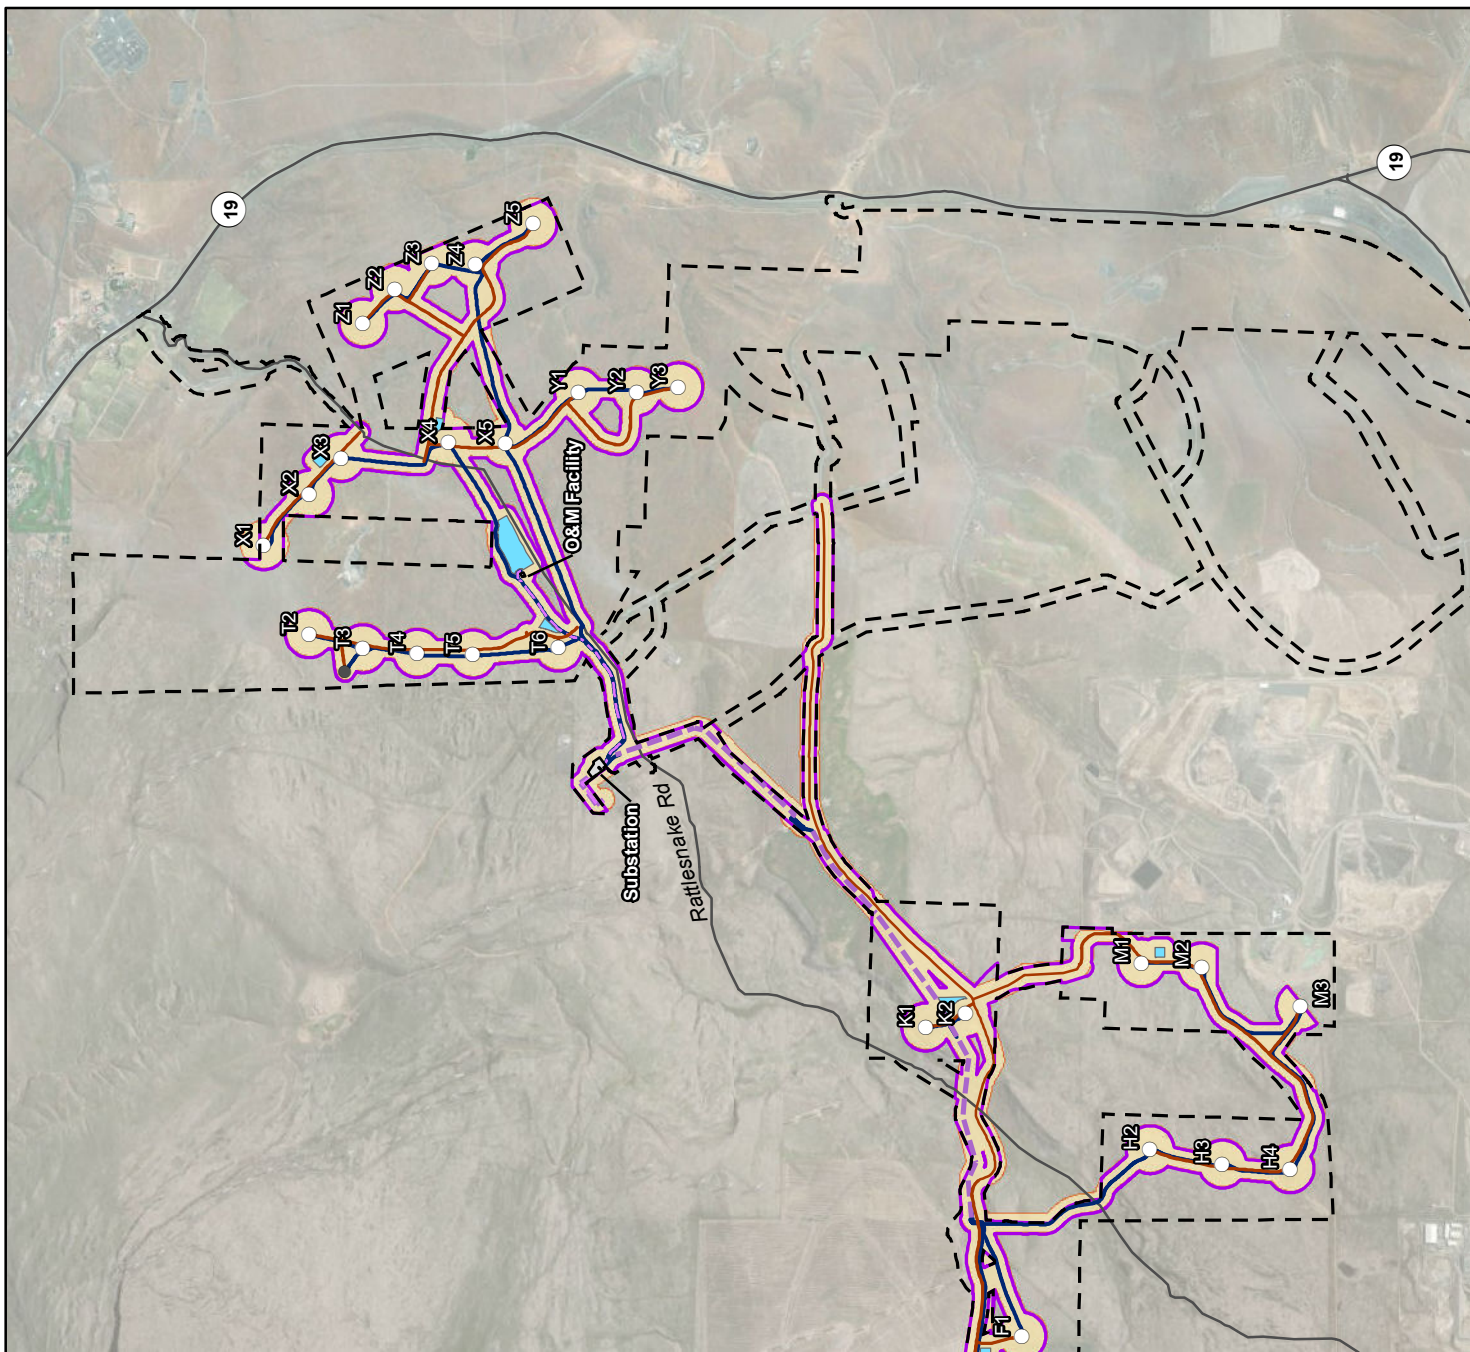 19
19
Z5
Z4
Z3
Z2
Z1
Y3
Y2
Y1
X5
X4
X3
X2
X1
O&M Facility
T2
T3
T4
T5
T6
Substation
Rattlesnake Rd
K1
K2
M1
M2
M3
H2
H3
H4
F1